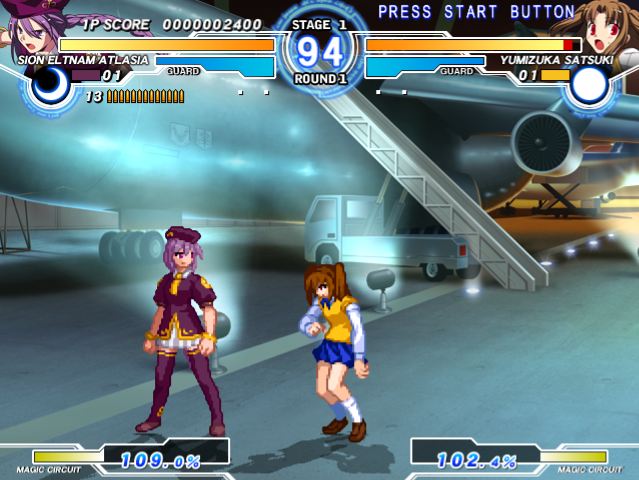 PRESS START BUTTON
1P SCORE 0000002400
STAGE 1
94
ROUND 1
SION ELTNAM ATLASIA
YUMIZUKA SATSUKI
01
GUARD
GUARD
01
13
109.0%
102.4%
MAGIC CIRCUIT
MAGIC CIRCUIT